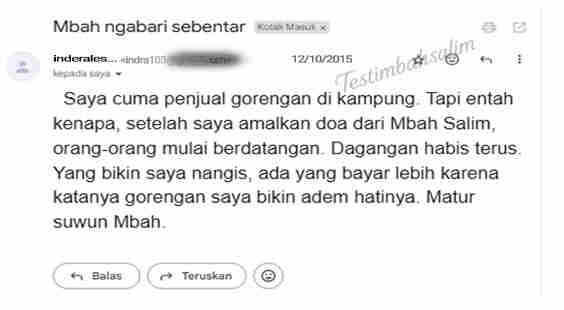 Mbah ngabari sebentar Kotak Masuk x
inderales... <indra103
12/10/2015
kepada saya
Testimbahsalim
Saya cuma penjual gorengan di kampung. Tapi entah
kenapa, setelah saya amalkan doa dari Mbah Salim,
orang-orang mulai berdatangan. Dagangan habis terus.
Yang bikin saya nangis, ada yang bayar lebih karena
katanya gorengan saya bikin adem hatinya. Matur
suwun Mbah.
Balas Teruskan